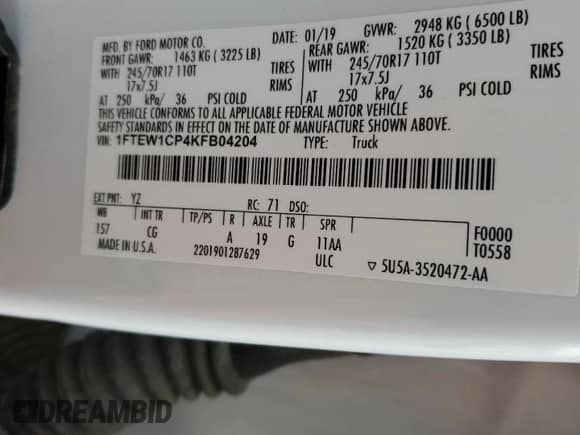 MFD. BY FORD MOTOR CO.
DATE: 01/19 GVWR: 2948 KG (6500 LB)
FRONT GAWR: 1463 KG (3225 LB) REAR GAWR: 1520 KG (3350 LB)
WITH 245/70R17 110T TIRES WITH 245/70R17 110T TIRES
17x7.5J RIMS 17x7.5J RIMS
AT 250 kPa/ 36 PSI COLD AT 250 kPa/ 36 PSI COLD
THIS VEHICLE CONFORMS TO ALL APPLICABLE FEDERAL MOTOR VEHICLE
SAFETY STANDARDS IN EFFECT ON THE DATE OF MANUFACTURE SHOWN ABOVE.
VIN: 1FTEW1CP4KFB04204 TYPE: Truck
EXT PNT: YZ RC: 71 DSO:
WB INT TR TP/PS R AXLE TR SPR F0000
157 CG A 19 G 11AA T0558
MADE IN U.S.A. 2201901287629 ULC ▽ 5U5A-3520472-AA
DREAMBID